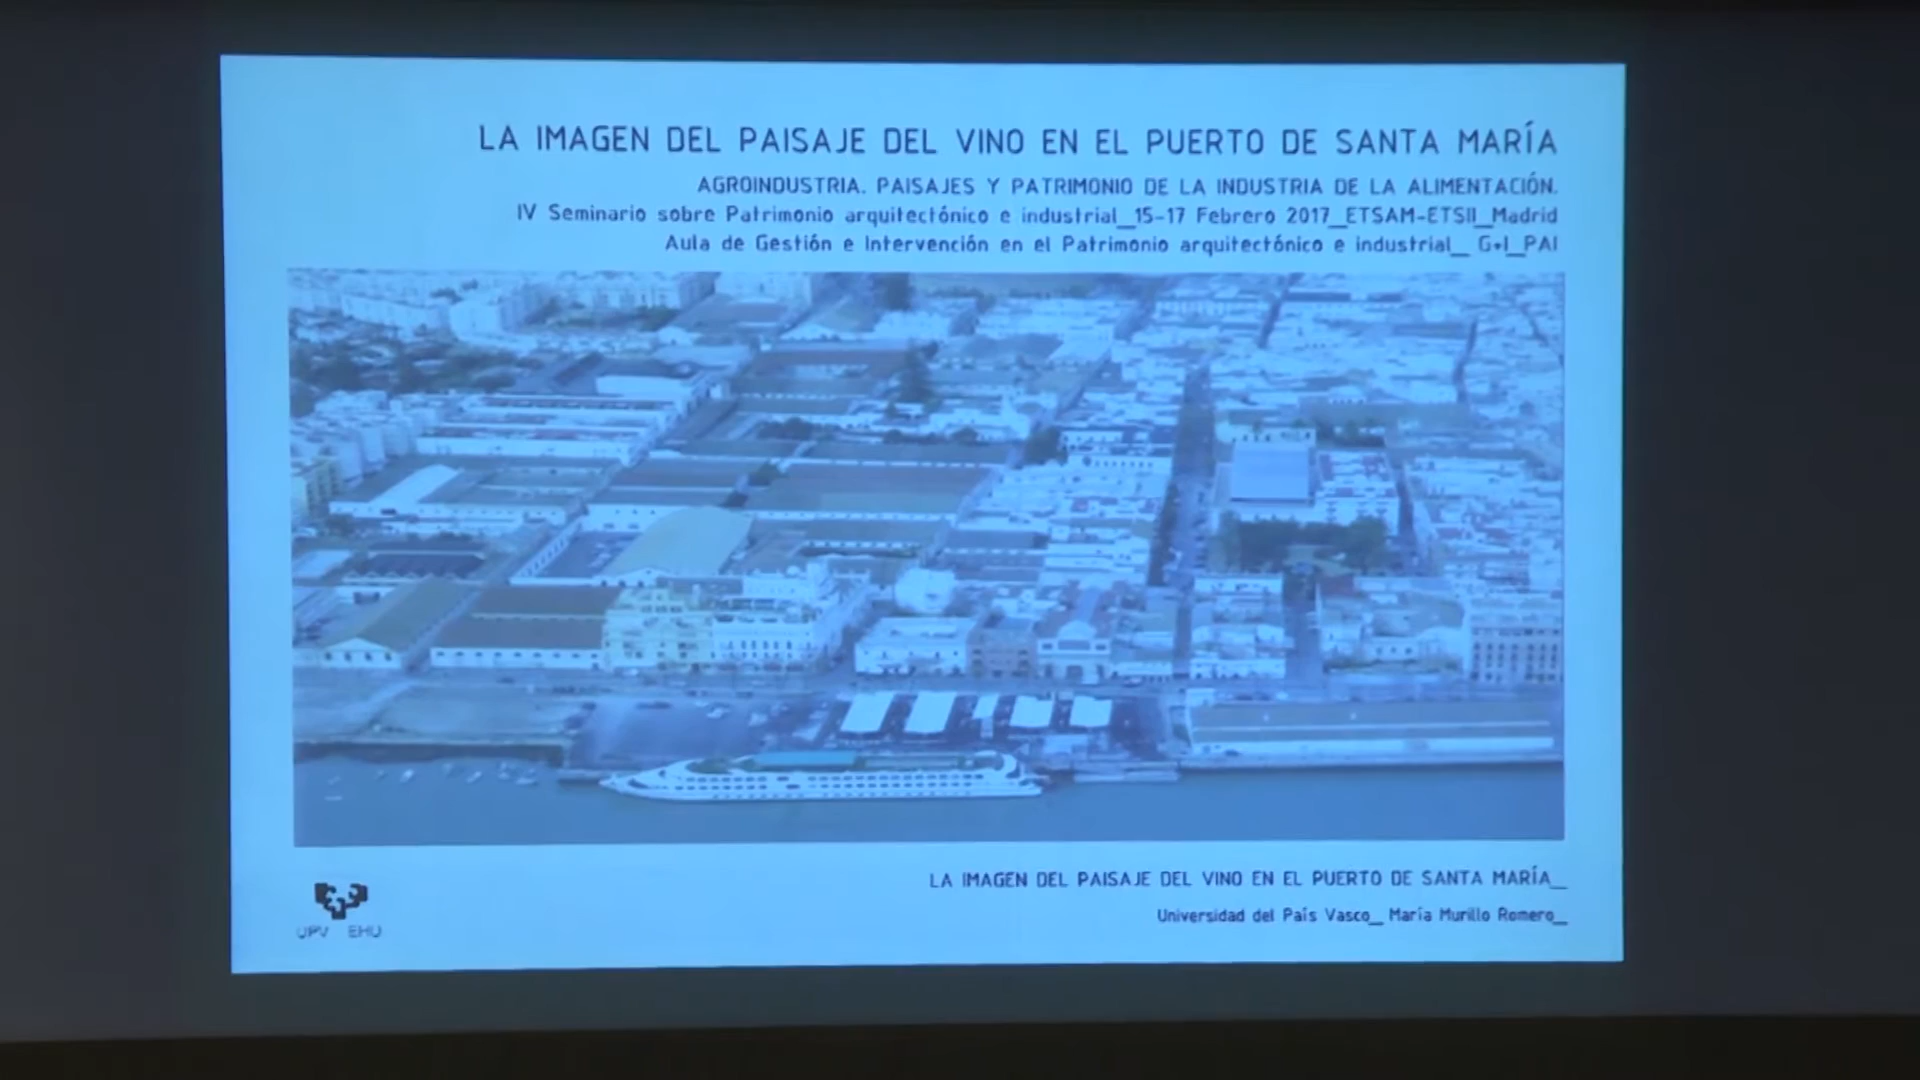 LA IMAGEN DEL PAISAJE DEL VINO EN EL PUERTO DE SANTA MARÍA
AGROINDUSTRIA. PAISAJES Y PATRIMONIO DE LA INDUSTRIA DE LA ALIMENTACIÓN.
IV Seminario sobre Patrimonio arquitectónico e industrial_15-17 Febrero 2017_ETSAM-ETSII_Madrid
Aula de Gestión e Intervención en el Patrimonio arquitectónico e industrial_ G+I_PAI
LA IMAGEN DEL PAISAJE DEL VINO EN EL PUERTO DE SANTA MARÍA_
Universidad del País Vasco_ María Murillo Romero_
UPV EHU